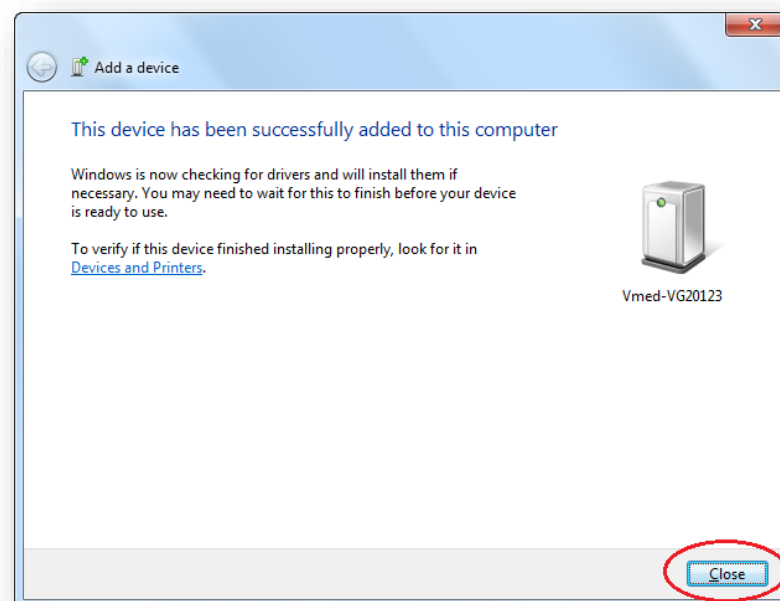 Add a device
This device has been successfully added to this computer
Windows is now checking for drivers and will install them if
necessary. You may need to wait for this to finish before your device
is ready to use.
To verify if this device finished installing properly, look for it in
Devices and Printers.
Vmed-VG20123
Close